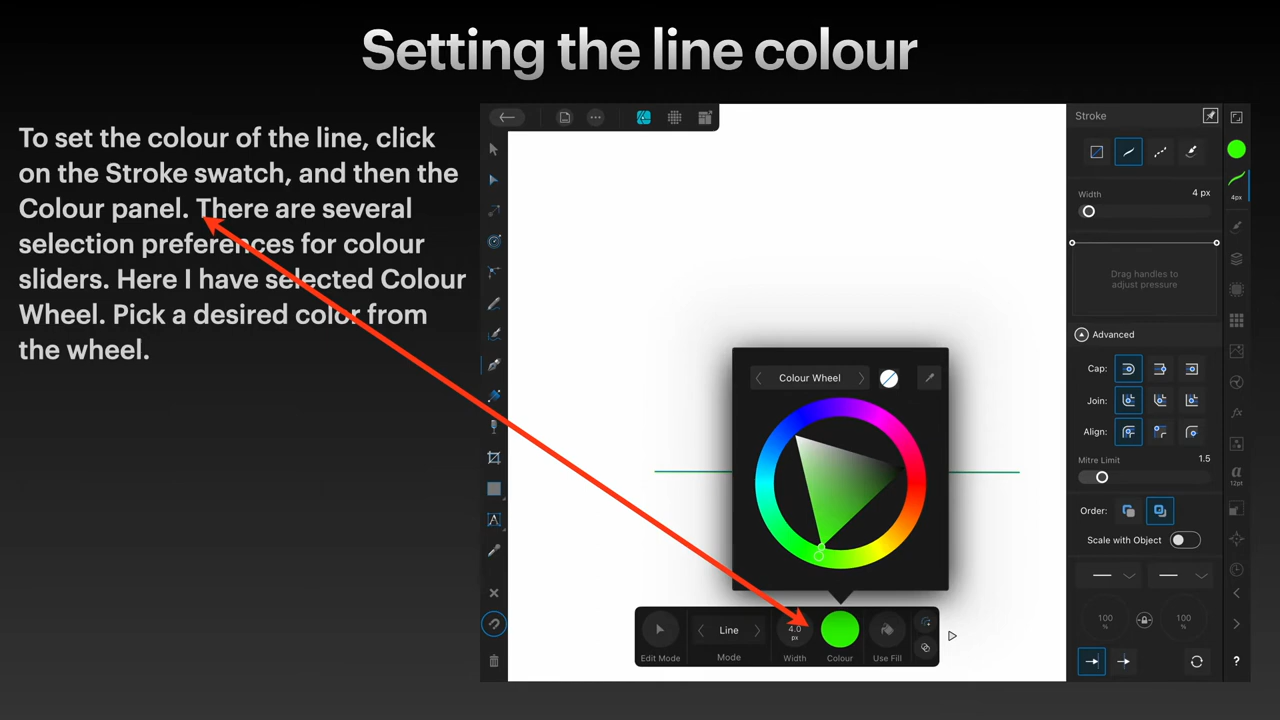 Setting the line colour
To set the colour of the line, click
on the Stroke swatch, and then the
Colour panel. There are several
selection preferences for colour
sliders. Here I have selected Colour
Wheel. Pick a desired color from
the wheel.
Stroke
Width
4 px
4px
Drag handles to
adjust pressure
Advanced
Cap:
Join:
Align:
Mitre Limit
1.5
Order:
Scale with Object
100
%
100
%
fx
a
12pt
?
A
Colour Wheel
Line
4.0
px
Edit Mode
Mode
Width
Colour
Use Fill